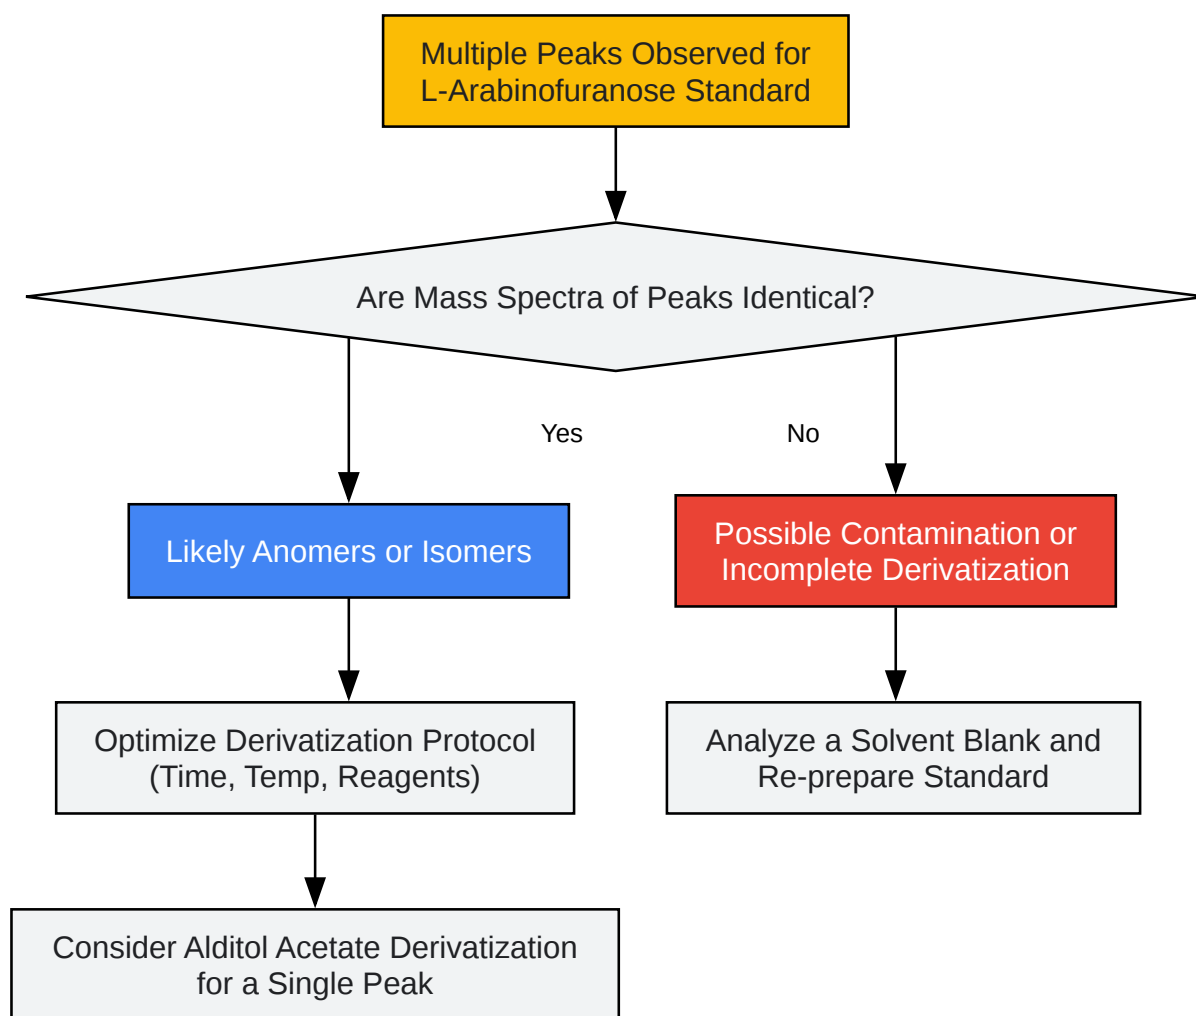 Multiple Peaks Observed for
L-Arabinofuranose Standard
Are Mass Spectra of Peaks Identical?
Yes
No
Likely Anomers or Isomers
Possible Contamination or
Incomplete Derivatization
Optimize Derivatization Protocol
(Time, Temp, Reagents)
Analyze a Solvent Blank and
Re-prepare Standard
Consider Alditol Acetate Derivatization
for a Single Peak